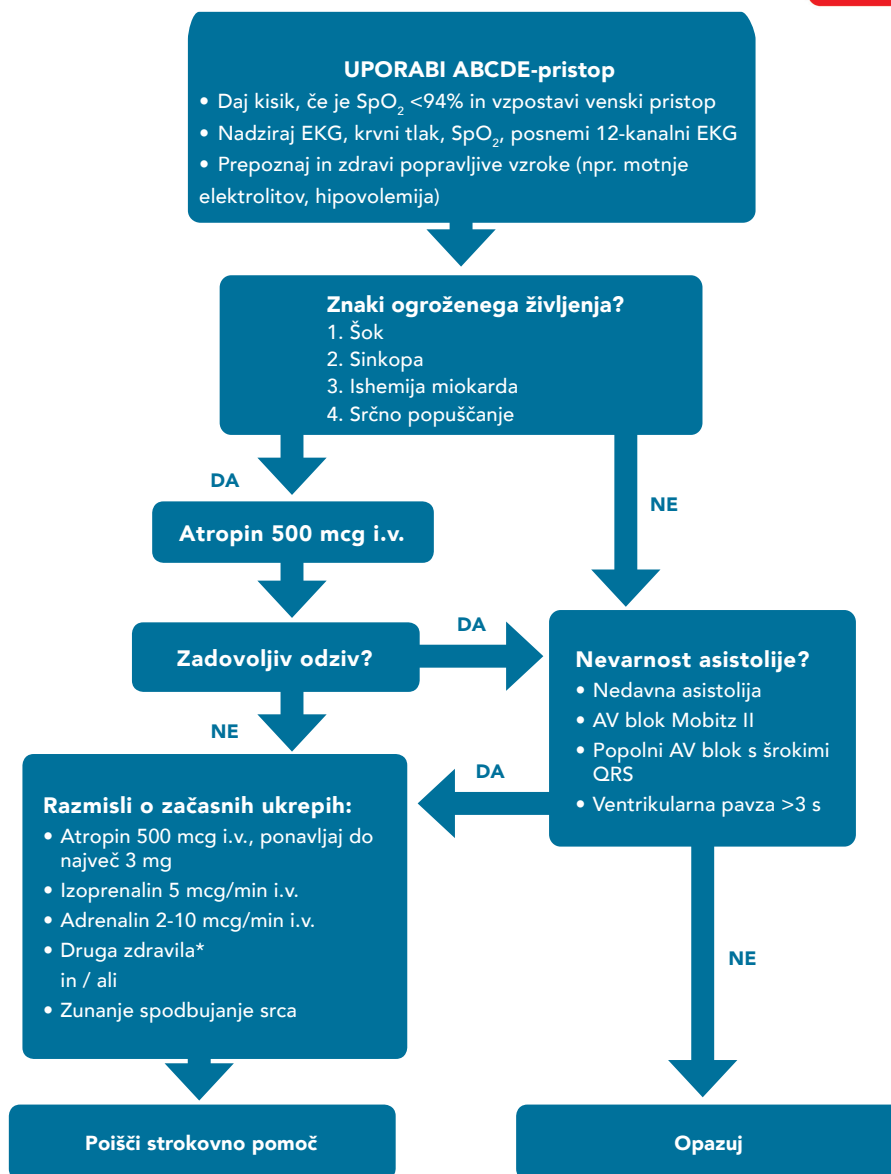 UPORABI ABCDE-pristop
• Daj kisik, če je SpO₂ <94% in vzpostavi venski pristop
• Nadziraj EKG, krvni tlak, SpO₂, posnemi 12-kanalni EKG
• Prepoznaj in zdravi popravljive vzroke (npr. motnje
elektrolitov, hipovolemija)
Znaki ogroženega življenja?
1. Šok
2. Sinkopa
3. Ishemija miokarda
4. Srčno popuščanje
DA
NE
Atropin 500 mcg i.v.
Zadovoljiv odziv?
DA
NE
Nevarnost asistolije?
• Nedavna asistolija
• AV blok Mobitz II
• Popolni AV blok s šrokimi
QRS
• Ventrikularna pavza >3 s
DA
Razmisli o začasnih ukrepih:
• Atropin 500 mcg i.v., ponavljaj do
največ 3 mg
• Izoprenalin 5 mcg/min i.v.
• Adrenalin 2-10 mcg/min i.v.
• Druga zdravila*
in / ali
• Zunanje spodbujanje srca
NE
Poišči strokovno pomoč
Opazuj